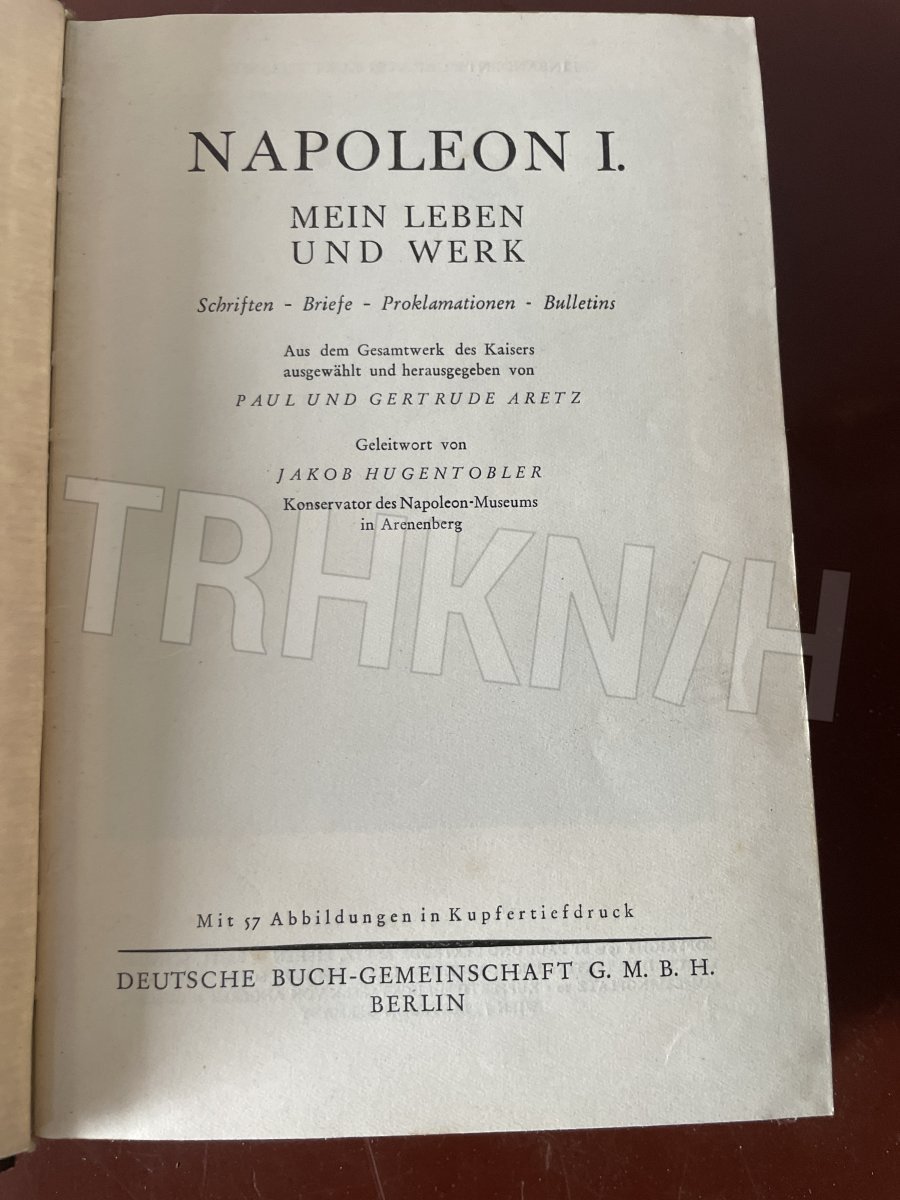 NAPOLEON I.
MEIN LEBEN
UND WERK
Schriften - Briefe - Proklamationen - Bulletins
Aus dem Gesamtwerk des Kaisers
ausgewählt und herausgegeben von
PAUL UND GERTRUDE ARETZ
Geleitwort von
JAKOB HUGENTOBLER
Konservator des Napoleon-Museums
in Arenenberg
TRHKN/H
Mit 57 Abbildungen in Kupfertiefdruck
DEUTSCHE BUCH-GEMEINSCHAFT G. M. B. H.
BERLIN